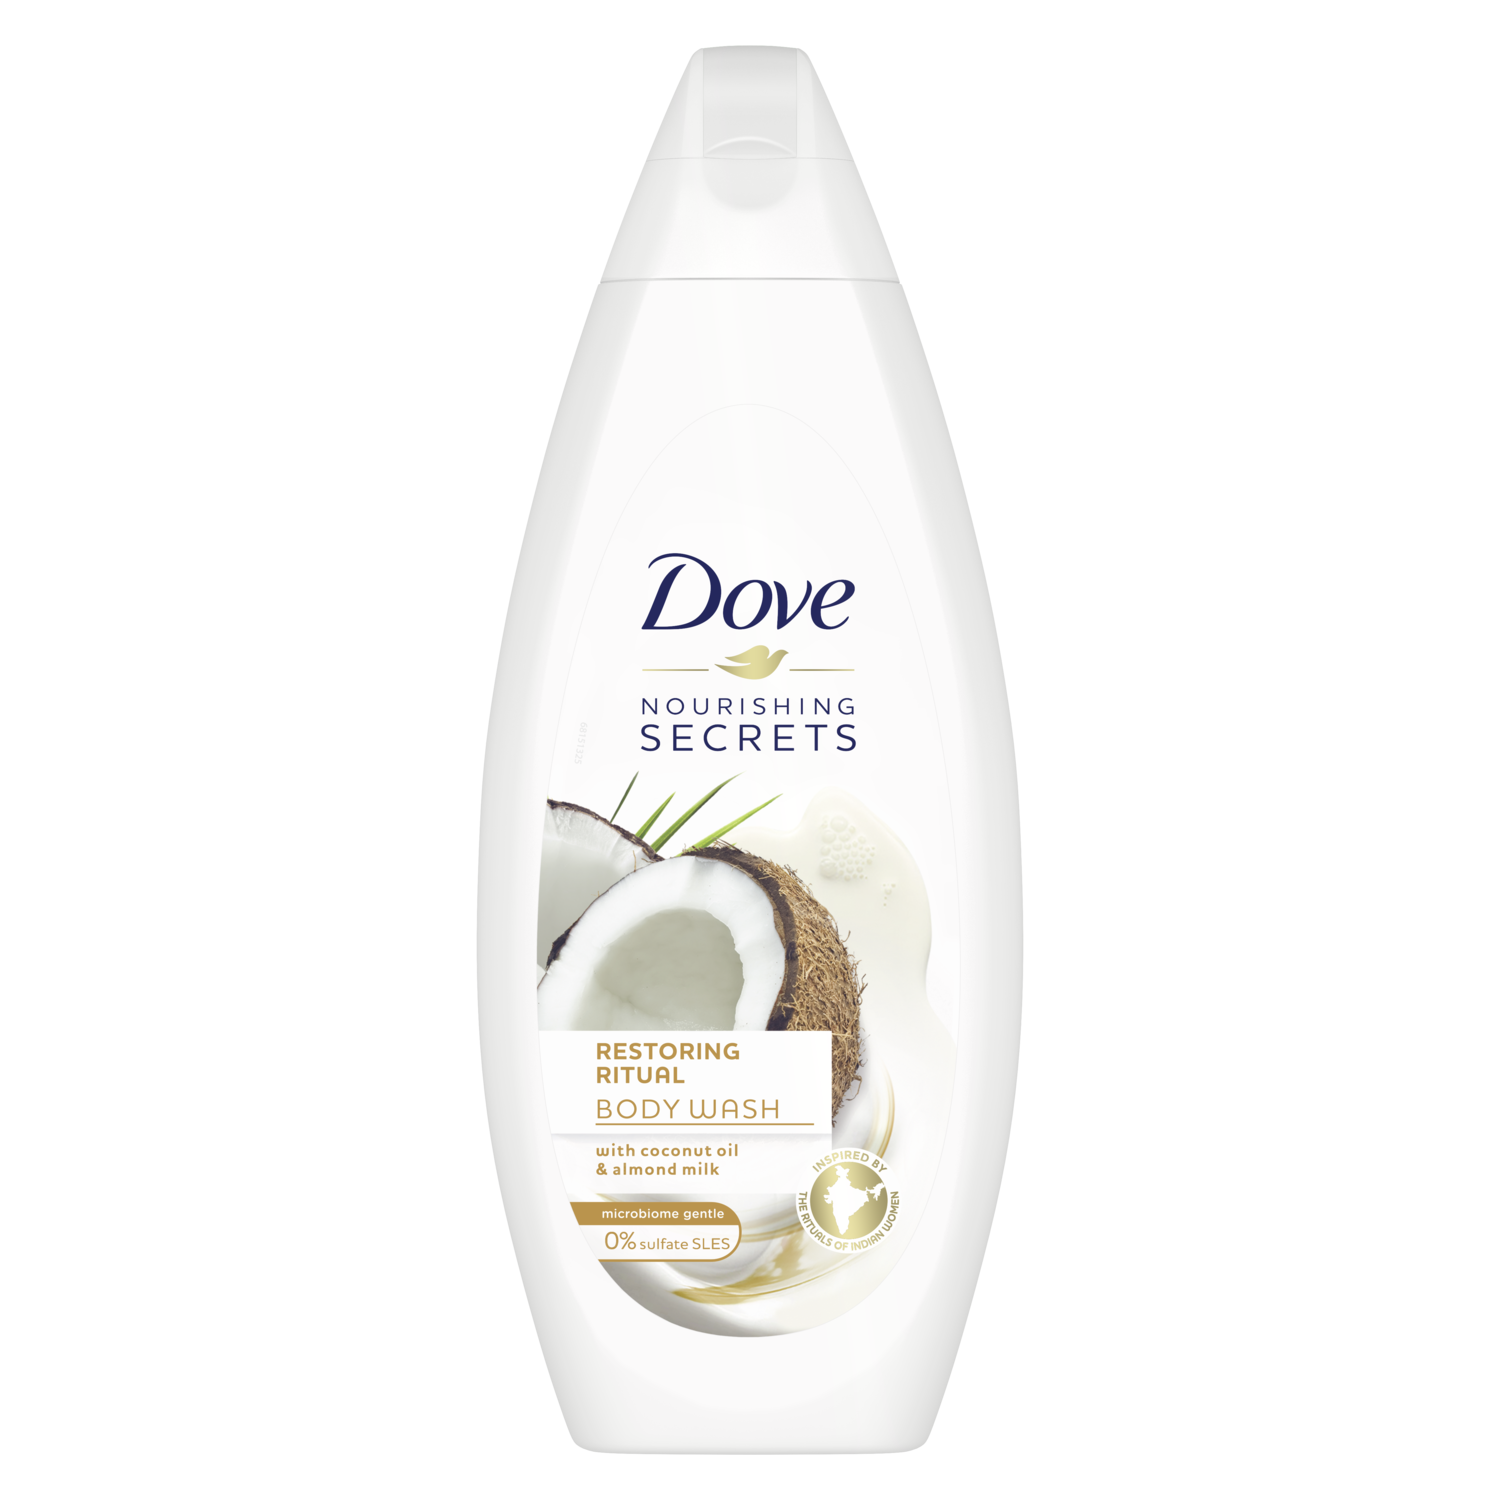 Dove
NOURISHING
SECRETS
68151325
RESTORING
RITUAL
BODY WASH
with coconut oil
& almond milk
INSPIRED BY
THE RITUALS OF INDIAN WOMEN
microbiome gentle
0% sulfate SLES